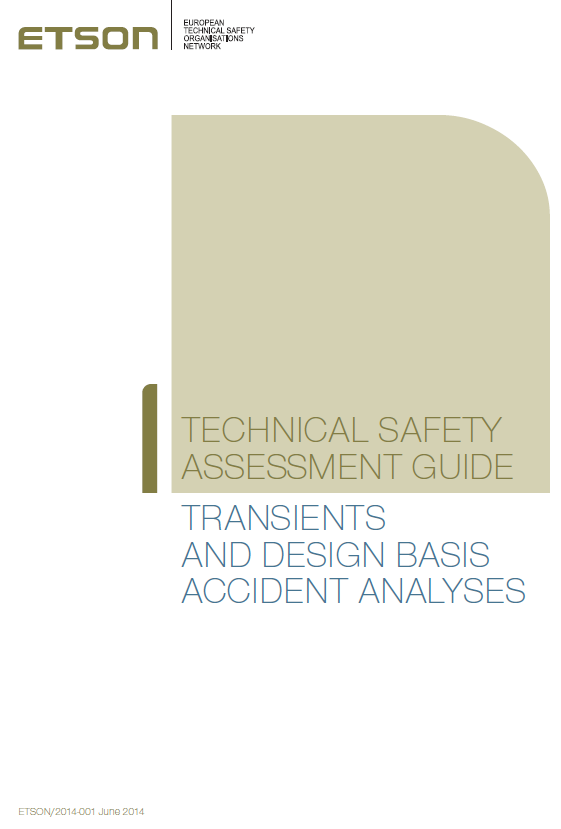 ETSON
EUROPEAN
TECHNICAL SAFETY
ORGANISATIONS
NETWORK
TECHNICAL SAFETY
ASSESSMENT GUIDE
TRANSIENTS
AND DESIGN BASIS
ACCIDENT ANALYSES
ETSON/2014-001 June 2014